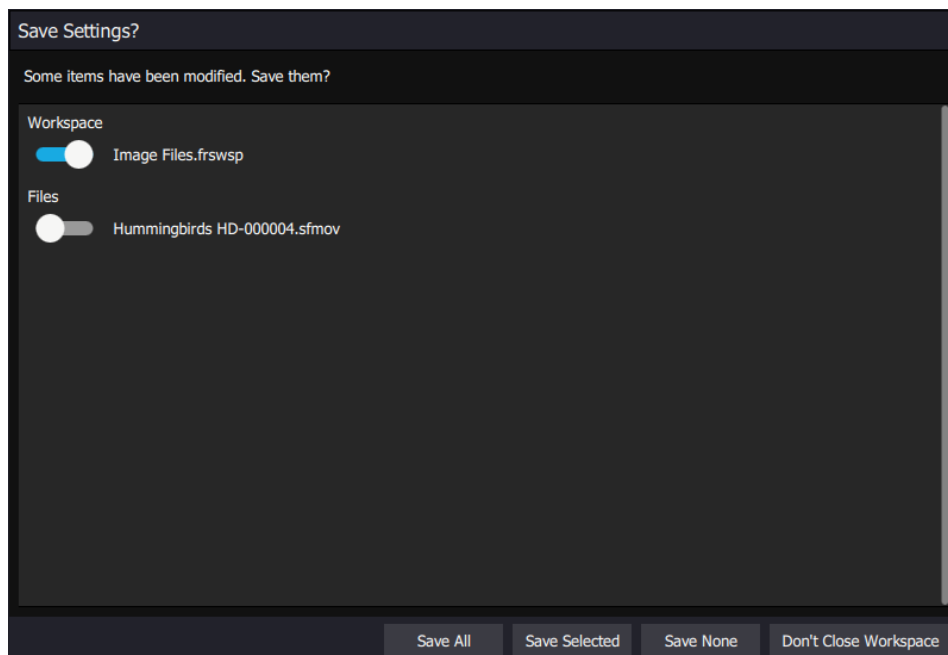 Save Settings?
Some items have been modified. Save them?
Workspace
Image Files.frswsp
Files
Hummingbirds HD-000004.sfmov
Save All
Save Selected
Save None
Don't Close Workspace